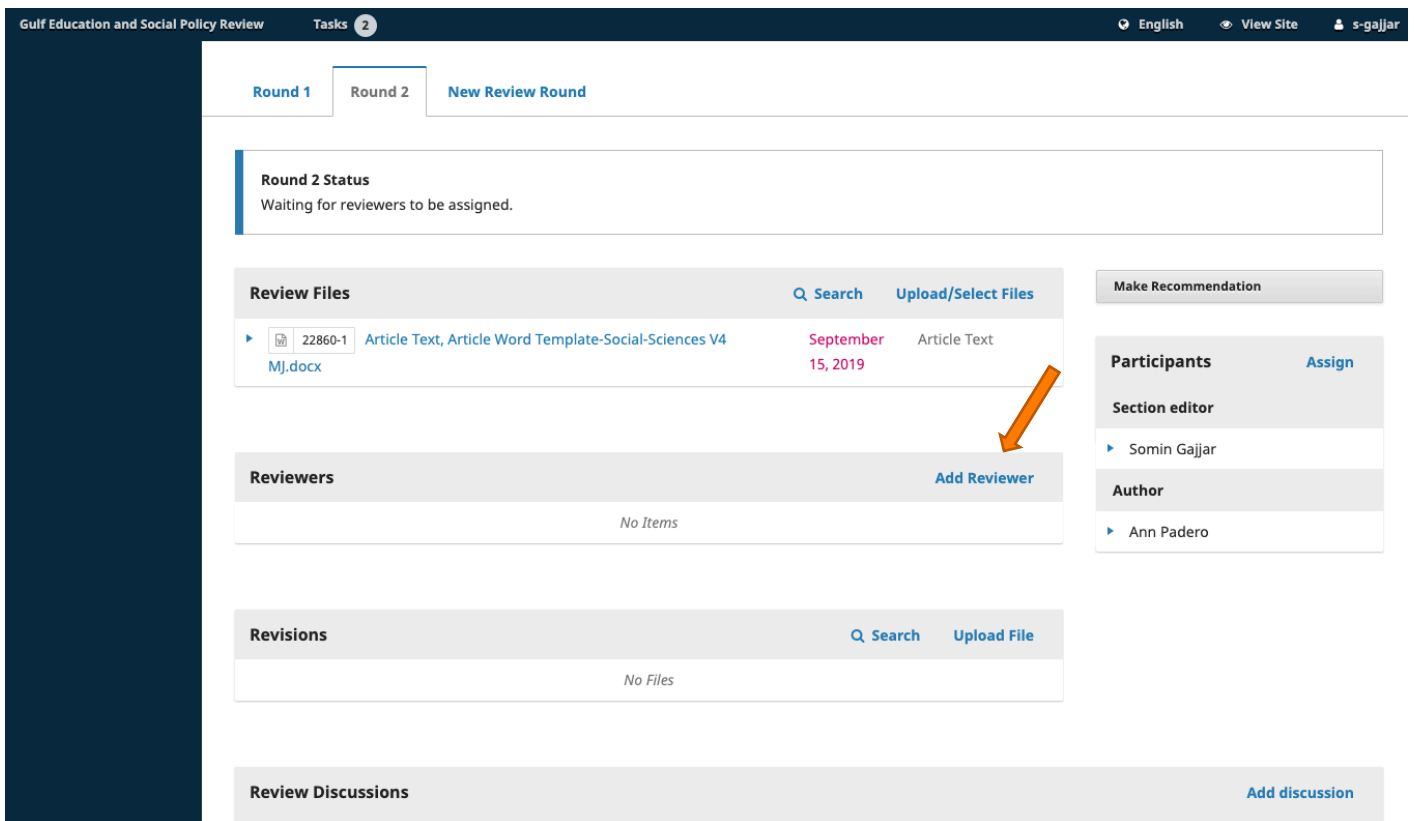 Gulf Education and Social Policy Review Tasks 2 English View Site s-gajjar
Round 1 Round 2 New Review Round
Round 2 Status
Waiting for reviewers to be assigned.
Review Files Search Upload/Select Files
22860-1 Article Text, Article Word Template-Social-Sciences V4 September Article Text
MJ.docx 15, 2019
Make Recommendation
Participants Assign
Section editor
Somin Gajjar
Author
Ann Padero
Reviewers Add Reviewer
No Items
Revisions Search Upload File
No Files
Review Discussions Add discussion